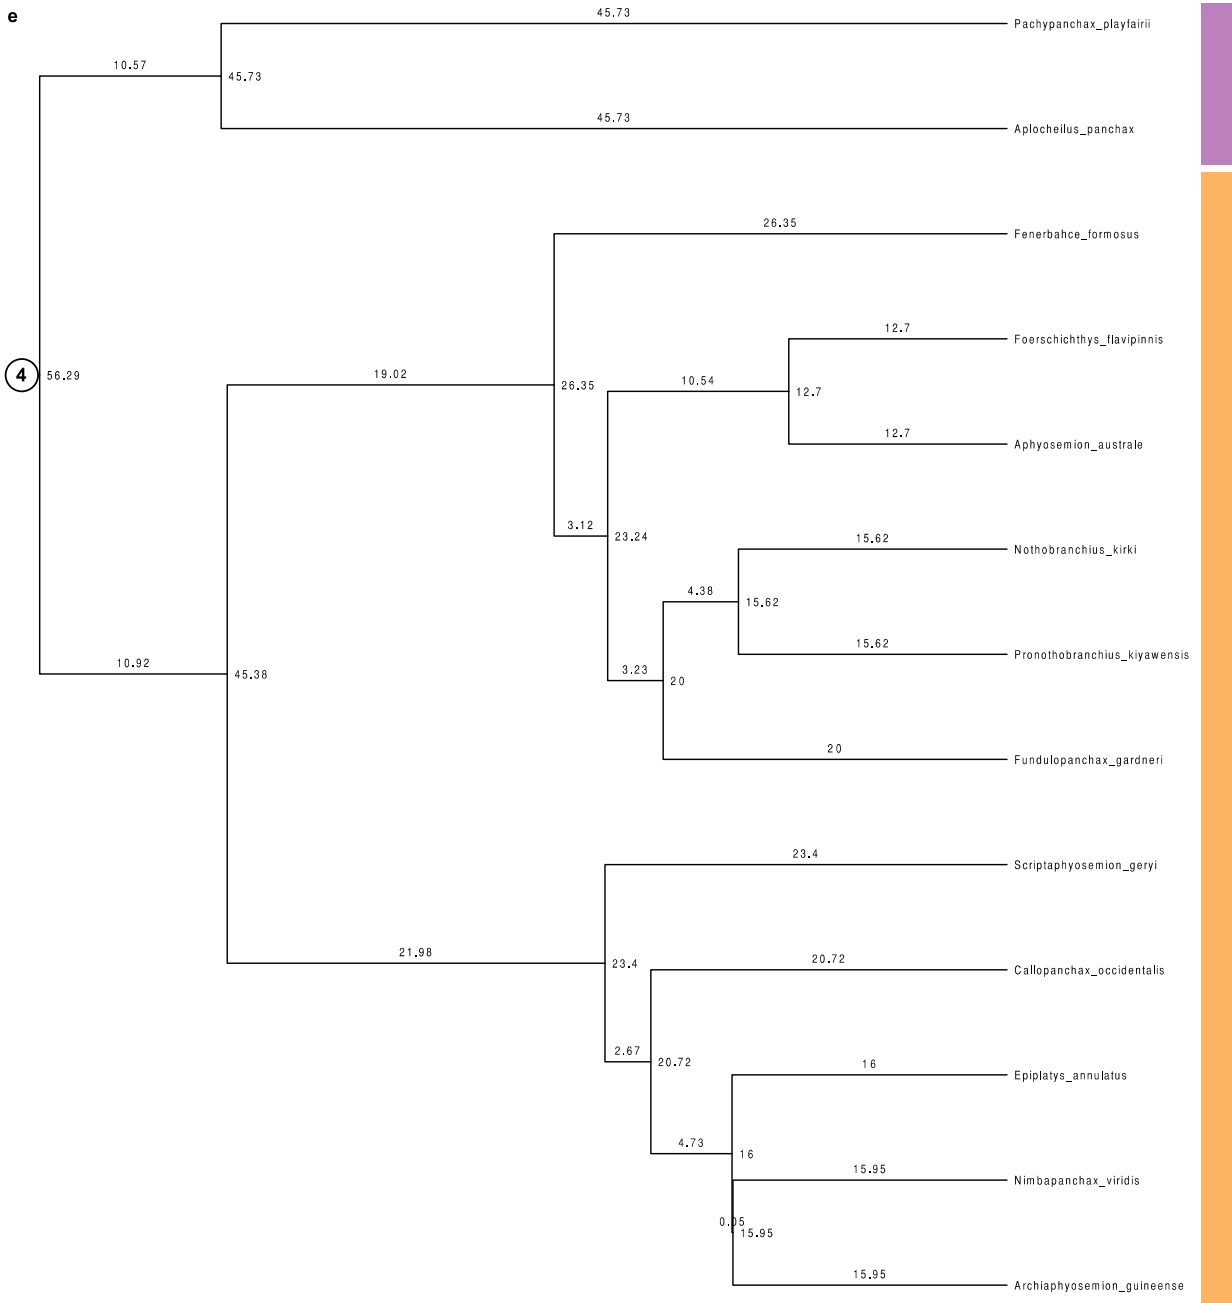 e
45.73
Pachypanchax_playfairii
10.57
45.73
45.73
Aplocheilus_panchax
26.35
Fenerbahce_formosus
12.7
Foerschichthys_flavipinnis
4
56.29
19.02
26.35
10.54
12.7
12.7
Aphyosemion_australe
3.12
23.24
15.62
Nothobranchius_kirki
4.38
15.62
15.62
Pronothobranchius_kiyawensis
10.92
45.38
3.23
20
20
Fundulopanchax_gardneri
23.4
Scriptaphyosemion_geryi
21.98
23.4
20.72
Callopanchax_occidentalis
2.67
20.72
16
Epiplatys_annulatus
4.73
16
15.95
Nimbapanchax_viridis
0.05
15.95
15.95
Archiaphyosemion_guineense